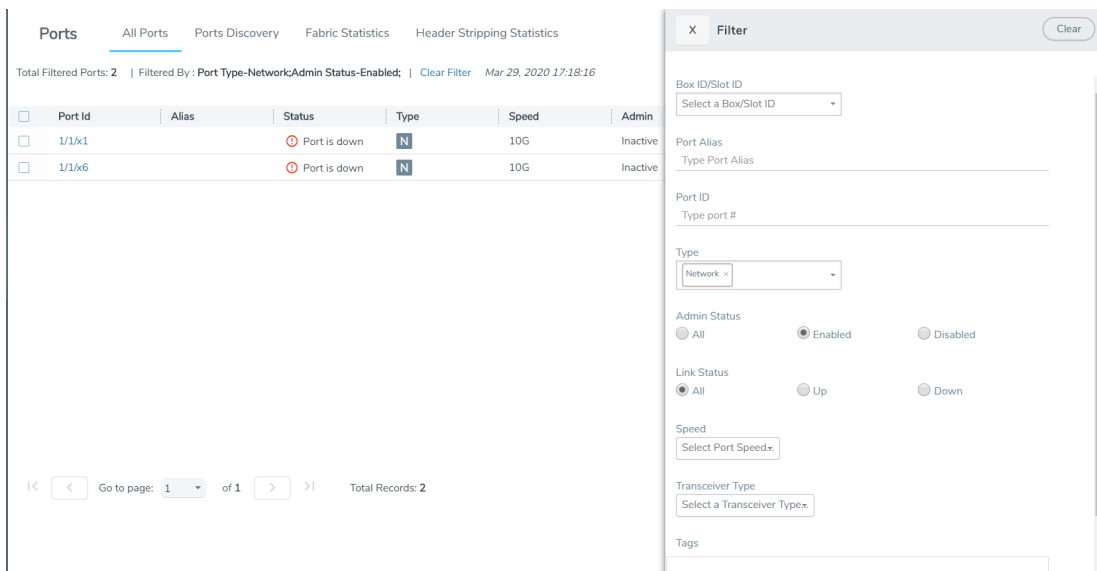 Ports All Ports Ports Discovery Fabric Statistics Header Stripping Statistics
Total Filtered Ports: 2 | Filtered By : Port Type-Network;Admin Status-Enabled; | Clear Filter Mar 29, 2020 17:18:16
Port Id Alias Status Type Speed Admin
1/1/x1 Port is down N 10G Inactive
1/1/x6 Port is down N 10G Inactive
Go to page: 1 of 1 Total Records: 2
X Filter Clear
Box ID/Slot ID
Select a Box/Slot ID
Port Alias
Type Port Alias
Port ID
Type port #
Type
Network ×
Admin Status
All Enabled Disabled
Link Status
All Up Down
Speed
Select Port Speed..
Transceiver Type
Select a Transceiver Type..
Tags